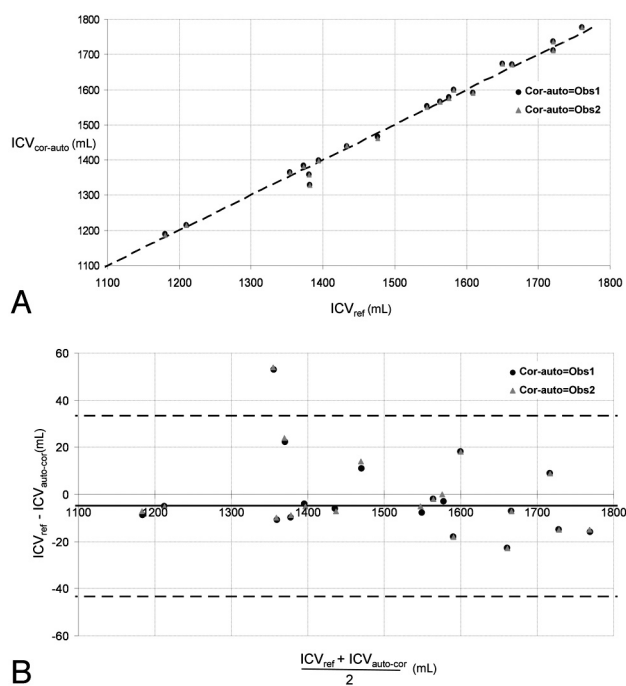 1800
1700
Cor-auto=Obs1
1600
Cor-auto=Obs2
1500
ICVcor-auto (mL)
1400
1300
1200
1100
1100 1200 1300 1400 1500 1600 1700 1800
A
ICVref (mL)
60
Cor-auto=Obs1
40
Cor-auto=Obs2
20
0
1100 1200 1300 1400 1500 1600 1700 1800
-20
-40
-60
ICVref - ICVauto-cor(mL)
B
ICVref + ICVauto-cor (mL)
2